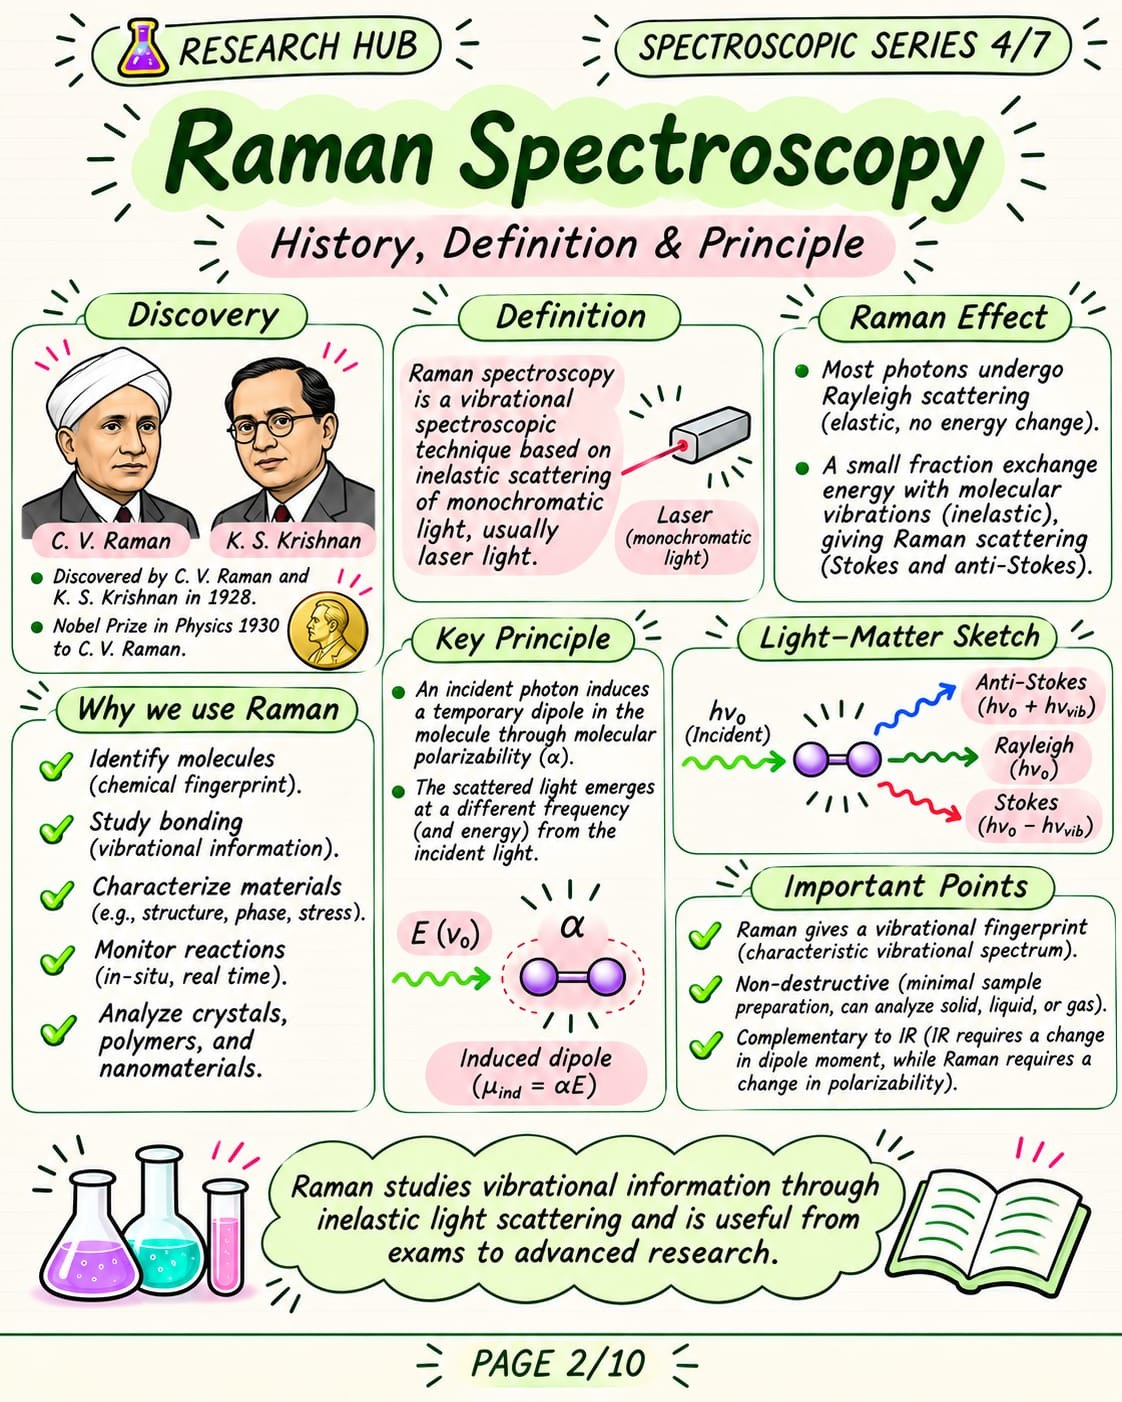 RESEARCH HUB
SPECTROSCOPIC SERIES 4/7
Raman Spectroscopy
History, Definition & Principle
Discovery
C. V. Raman
K. S. Krishnan
Discovered by C. V. Raman and
K. S. Krishnan in 1928.
Nobel Prize in Physics 1930
to C. V. Raman.
Definition
Raman spectroscopy
is a vibrational
spectroscopic
technique based on
inelastic scattering
of monochromatic
light, usually
laser light.
Laser
(monochromatic
light)
Raman Effect
Most photons undergo
Rayleigh scattering
(elastic, no energy change).
A small fraction exchange
energy with molecular
vibrations (inelastic),
giving Raman scattering
(Stokes and anti-Stokes).
Why we use Raman
Identify molecules
(chemical fingerprint).
Study bonding
(vibrational information).
Characterize materials
(e.g., structure, phase, stress).
Monitor reactions
(in-situ, real time).
Analyze crystals,
polymers, and
nanomaterials.
Key Principle
An incident photon induces
a temporary dipole in the
molecule through molecular
polarizability (α).
The scattered light emerges
at a different frequency
(and energy) from the
incident light.
E (ν₀)
α
Induced dipole
(μind = αE)
Light–Matter Sketch
hν₀
(Incident)
Anti-Stokes
(hν₀ + hνvib)
Rayleigh
(hν₀)
Stokes
(hν₀ − hνvib)
Important Points
Raman gives a vibrational fingerprint
(characteristic vibrational spectrum).
Non-destructive (minimal sample
preparation, can analyze solid, liquid, or gas).
Complementary to IR (IR requires a change
in dipole moment, while Raman requires a
change in polarizability).
Raman studies vibrational information through
inelastic light scattering and is useful from
exams to advanced research.
PAGE 2/10